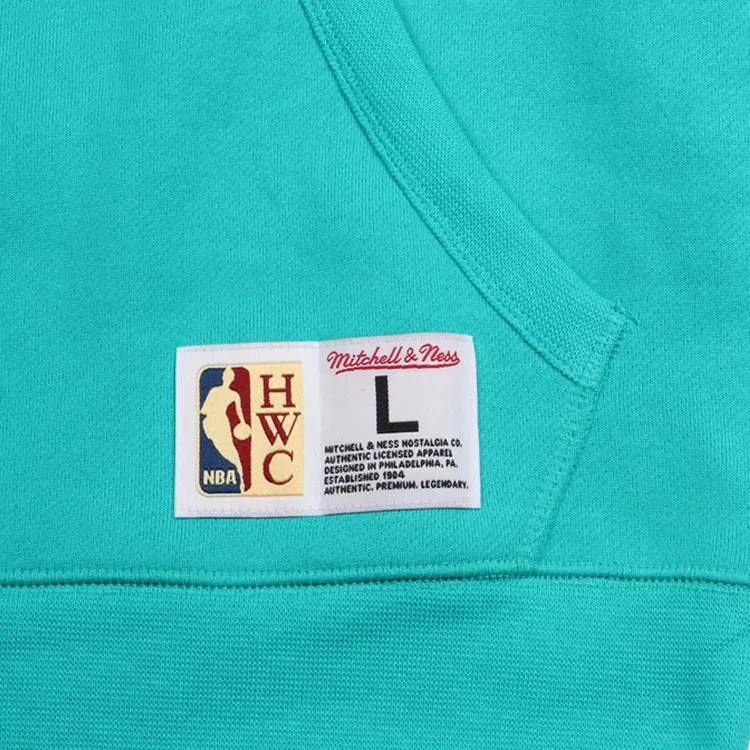 NBA
H
W
C
Mitchell & Ness
L
MITCHELL & NESS NOSTALGIA CO.
AUTHENTIC LICENSED APPAREL
DESIGNED IN PHILADELPHIA, PA.
ESTABLISHED 1904
AUTHENTIC. PREMIUM. LEGENDARY.